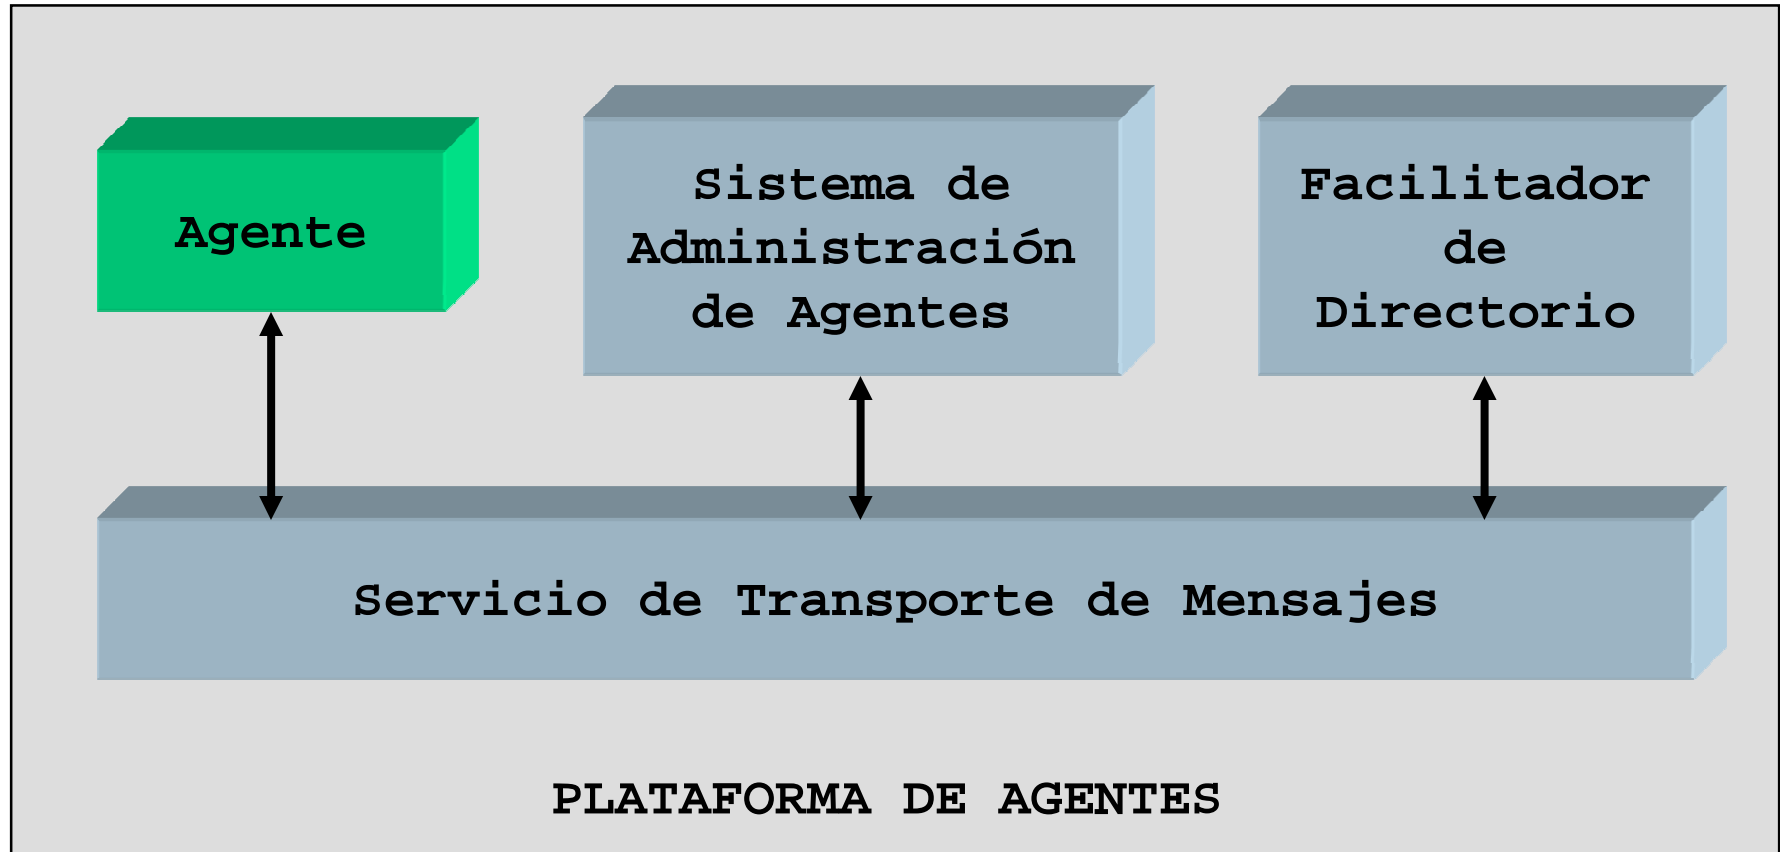 Agente
Sistema de
Administración
de Agentes
Facilitador
de
Directorio
Servicio de Transporte de Mensajes
PLATAFORMA DE AGENTES